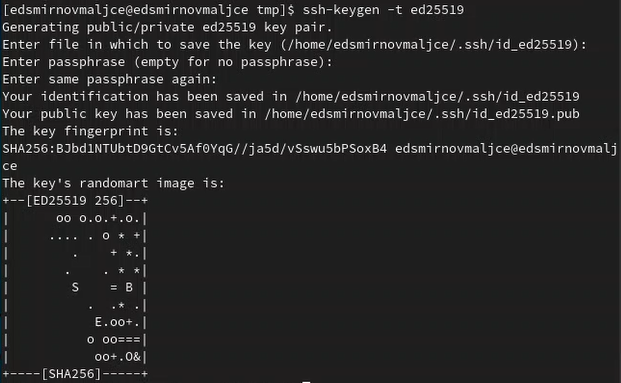 [edsmirnovmaljce@edsmirnovmaljce tmp]$ ssh-keygen -t ed25519
Generating public/private ed25519 key pair.
Enter file in which to save the key (/home/edsmirnovmaljce/.ssh/id_ed25519):
Enter passphrase (empty for no passphrase):
Enter same passphrase again:
Your identification has been saved in /home/edsmirnovmaljce/.ssh/id_ed25519
Your public key has been saved in /home/edsmirnovmaljce/.ssh/id_ed25519.pub
The key fingerprint is:
SHA256:BJbd1NTUbtD9GtCv5Af0YqG//ja5d/vSswu5bPSoxB4 edsmirnovmaljce@edsmirnovmalj
ce
The key's randomart image is:
+--[ED25519 256]--+
|      oo o.o.+.o.|
|     .... . o * +|
|        .    + *.|
|       .    . * *|
|        S    = B |
|          .  .* .|
|           E.oo+.|
|          o oo===|
|           oo+.O&|
+----[SHA256]-----+